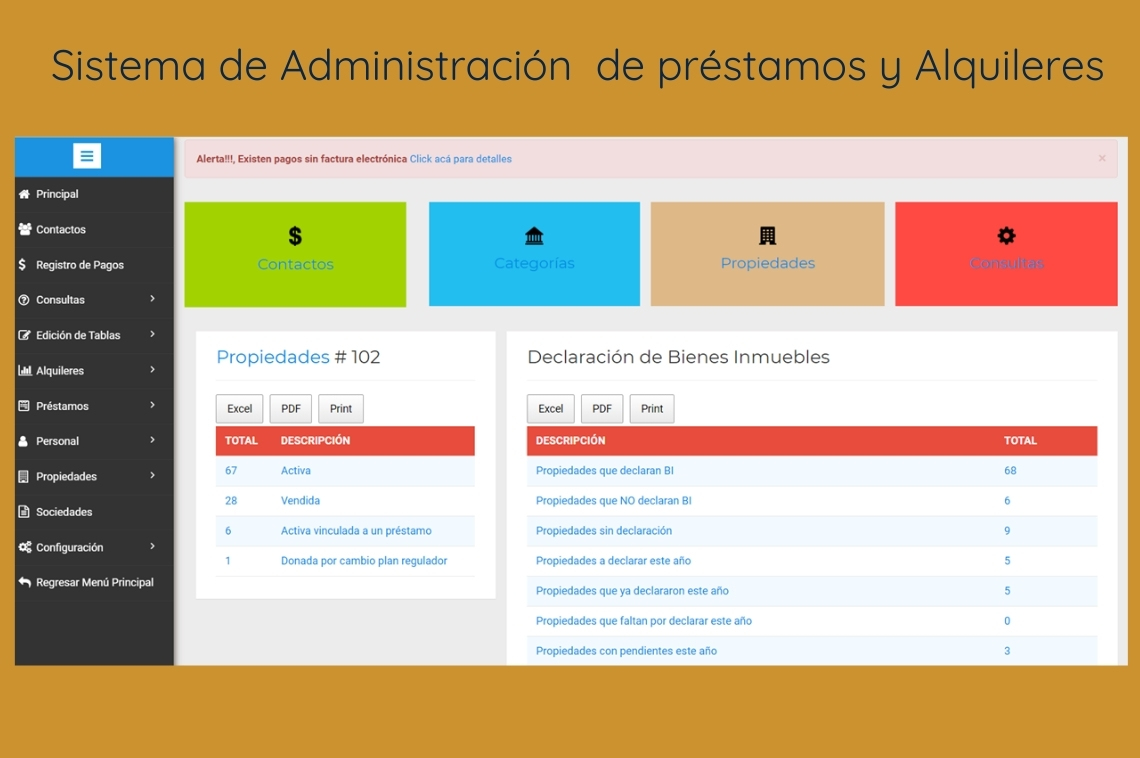 Sistema de Administración de préstamos y Alquileres
Alerta!!!, Existen pagos sin factura electrónica Click acá para detalles
×
Principal
Contactos
Registro de Pagos
Consultas
Edición de Tablas
Alquileres
Préstamos
Personal
Propiedades
Sociedades
Configuración
Regresar Menú Principal
Contactos
Categorías
Propiedades
Consultas
Propiedades # 102
Excel PDF Print
TOTAL DESCRIPCIÓN
67 Activa
28 Vendida
6 Activa vinculada a un préstamo
1 Donada por cambio plan regulador
Declaración de Bienes Inmuebles
Excel PDF Print
DESCRIPCIÓN TOTAL
Propiedades que declaran BI 68
Propiedades que NO declaran BI 6
Propiedades sin declaración 9
Propiedades a declarar este año 5
Propiedades que ya declararon este año 5
Propiedades que faltan por declarar este año 0
Propiedades con pendientes este año 3